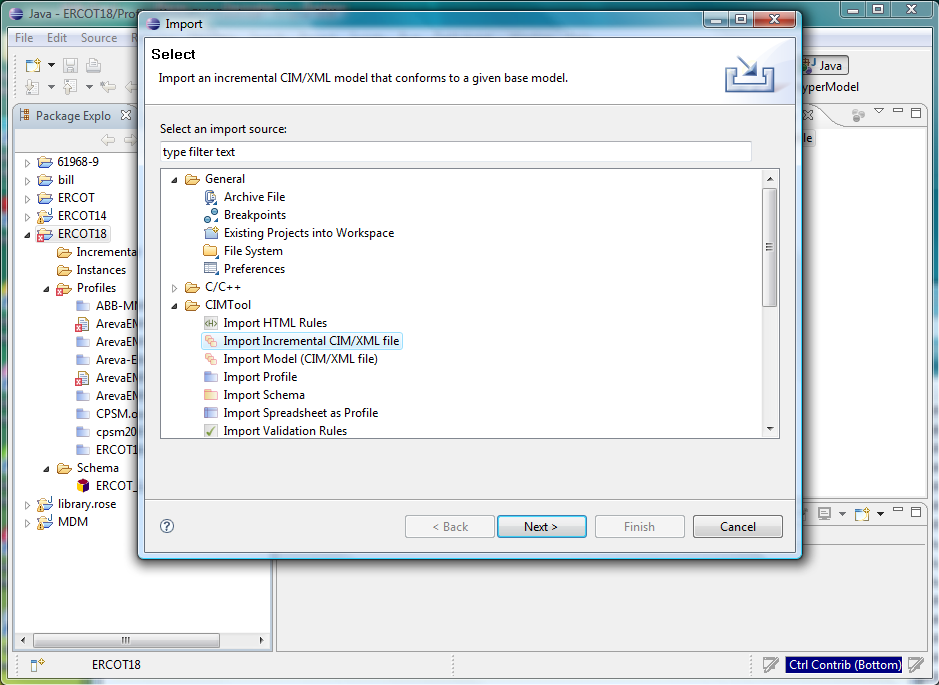 Java - ERCOT18/Pro
Import
File Edit Source
Select
Import an incremental CIM/XML model that conforms to a given base model.
Java
yperModel
Package Explo
Select an import source:
type filter text
le
61968-9
bill
ERCOT
ERCOT14
ERCOT18
Incrementa
Instances
Profiles
ABB-MM
ArevaEM
ArevaEM
Areva-E
ArevaEM
ArevaEM
CPSM.o
cpsm20
ERCOT1
Schema
ERCOT_
library.rose
MDM
General
Archive File
Breakpoints
Existing Projects into Workspace
File System
Preferences
C/C++
CIMTool
Import HTML Rules
Import Incremental CIM/XML file
Import Model (CIM/XML file)
Import Profile
Import Schema
Import Spreadsheet as Profile
Import Validation Rules
< Back
Next >
Finish
Cancel
ERCOT18
Ctrl Contrib (Bottom)